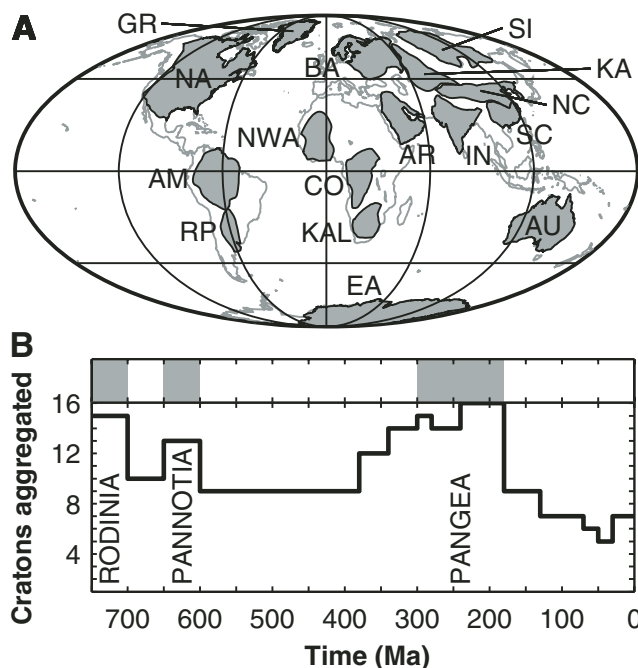 A
GR
SI
NA
BA
KA
NC
NWA
SC
AR
IN
AM
CO
RP
KAL
AU
EA
B
Cratons aggregated
16
12
8
4
RODINIA
PANNOTIA
PANGEA
700
600
500
400
300
200
100
0
Time (Ma)